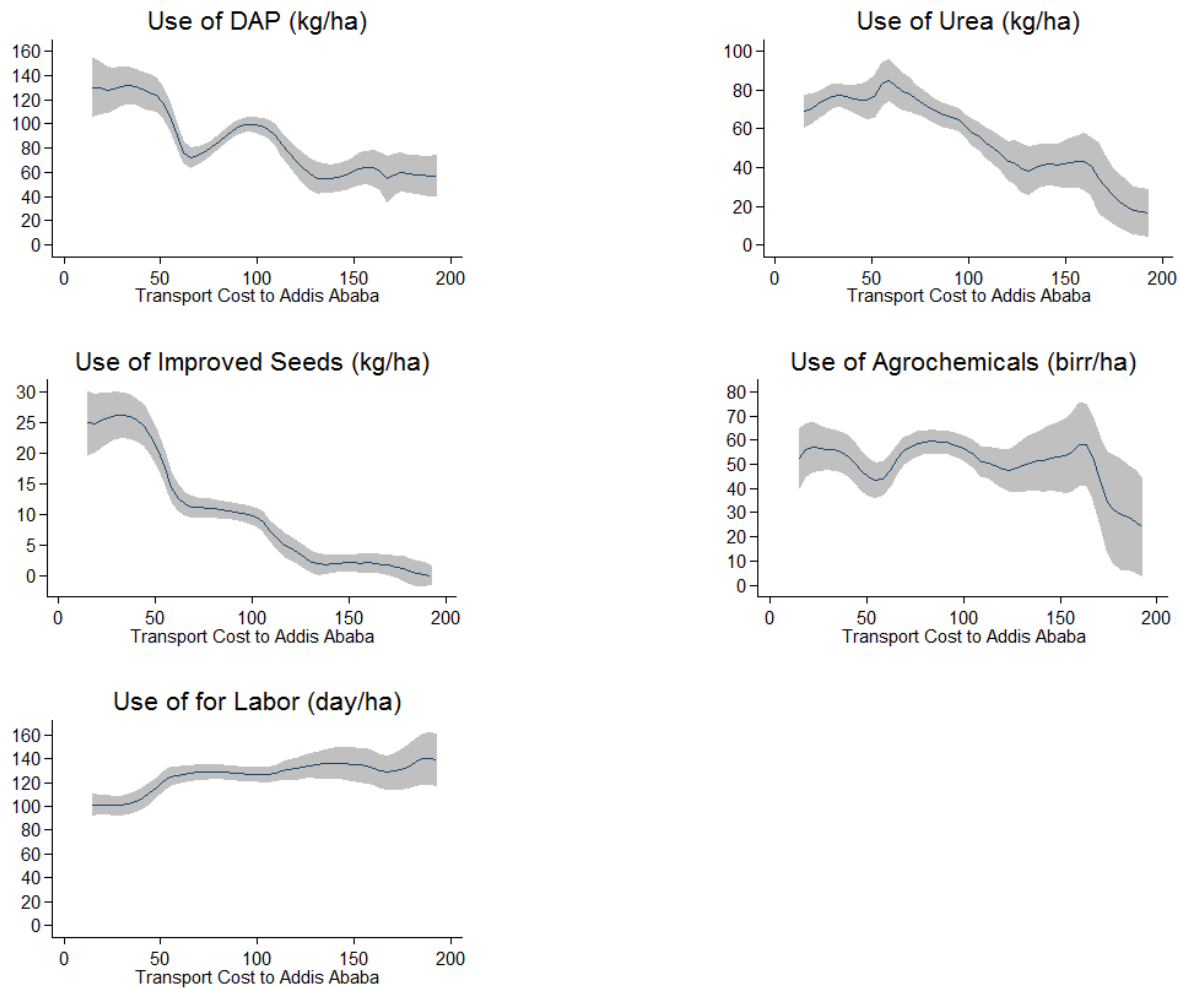 Use of DAP (kg/ha)
160
140
120
100
80
60
40
20
0
0 50 100 150 200
Transport Cost to Addis Ababa
Use of Urea (kg/ha)
100
80
60
40
20
0
0 50 100 150 200
Transport Cost to Addis Ababa
Use of Improved Seeds (kg/ha)
30
25
20
15
10
5
0
0 50 100 150 200
Transport Cost to Addis Ababa
Use of Agrochemicals (birr/ha)
80
70
60
50
40
30
20
10
0
0 50 100 150 200
Transport Cost to Addis Ababa
Use of for Labor (day/ha)
160
140
120
100
80
60
40
20
0
0 50 100 150 200
Transport Cost to Addis Ababa